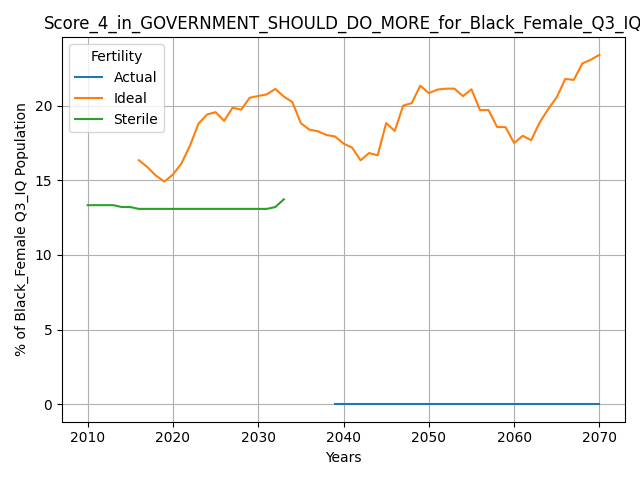 Score_4_in_GOVERNMENT_SHOULD_DO_MORE_for_Black_Female_Q3_IQ
Fertility
Actual
Ideal
Sterile
% of Black_Female Q3_IQ Population
20
15
10
5
0
2010 2020 2030 2040 2050 2060 2070
Years